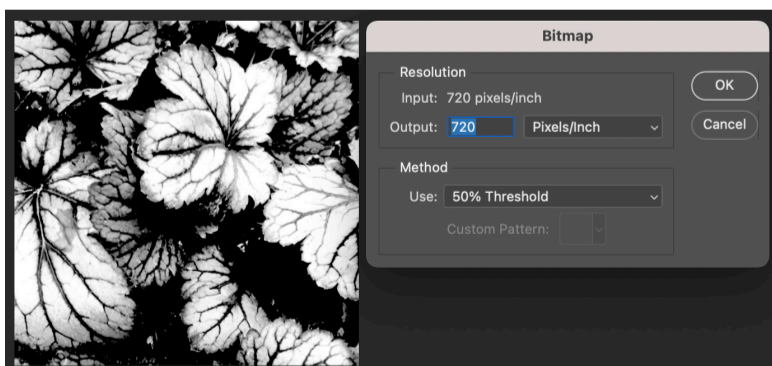 Bitmap
Resolution
Input: 720 pixels/inch
Output: 720 Pixels/Inch
OK
Cancel
Method
Use: 50% Threshold
Custom Pattern: